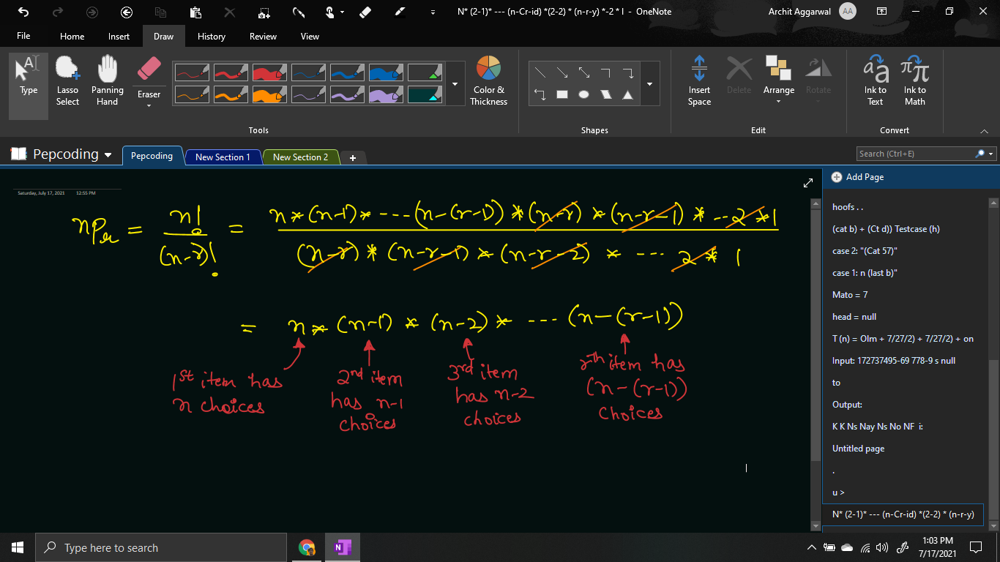 N* (2-1)* --- (n-Cr-id) *(2-2) * (n-r-y) *-2 * I - OneNote
Archit Aggarwal
AA
File
Home
Insert
Draw
History
Review
View
Type
Lasso Select
Panning Hand
Eraser
Color & Thickness
Insert Space
Delete
Arrange
Rotate
Ink to Text
Ink to Math
Tools
Shapes
Edit
Convert
Pepcoding
Pepcoding
New Section 1
New Section 2
Search (Ctrl+E)
Add Page
Saturday, July 17, 2021 12:55 PM
nPr = n! / (n-r)! = n * (n-1) * --- (n-(r-1)) * (n-r) * (n-r-1) * -- 2 * 1
(n-r) * (n-r-1) * (n-r-2) * --- 2 * 1
= n * (n-1) * (n-2) * --- (n-(r-1))
1st item has
n choices
2nd item
has n-1
choices
3rd item
has n-2
choices
rth item has
(n-(r-1))
choices
hoofs . .
(cat b) + (Ct d)) Testcase (h)
case 2: "(Cat 57)"
case 1: n (last b)"
Mato = 7
head = null
T (n) = Olm + 7/27/2) + 7/27/2) + on
Input: 172737495-69 778-9 s null
to
Output:
K K Ns Nay Ns No NF i:
Untitled page
.
u >
N* (2-1)* --- (n-Cr-id) *(2-2) * (n-r-y)
Type here to search
1:03 PM
7/17/2021